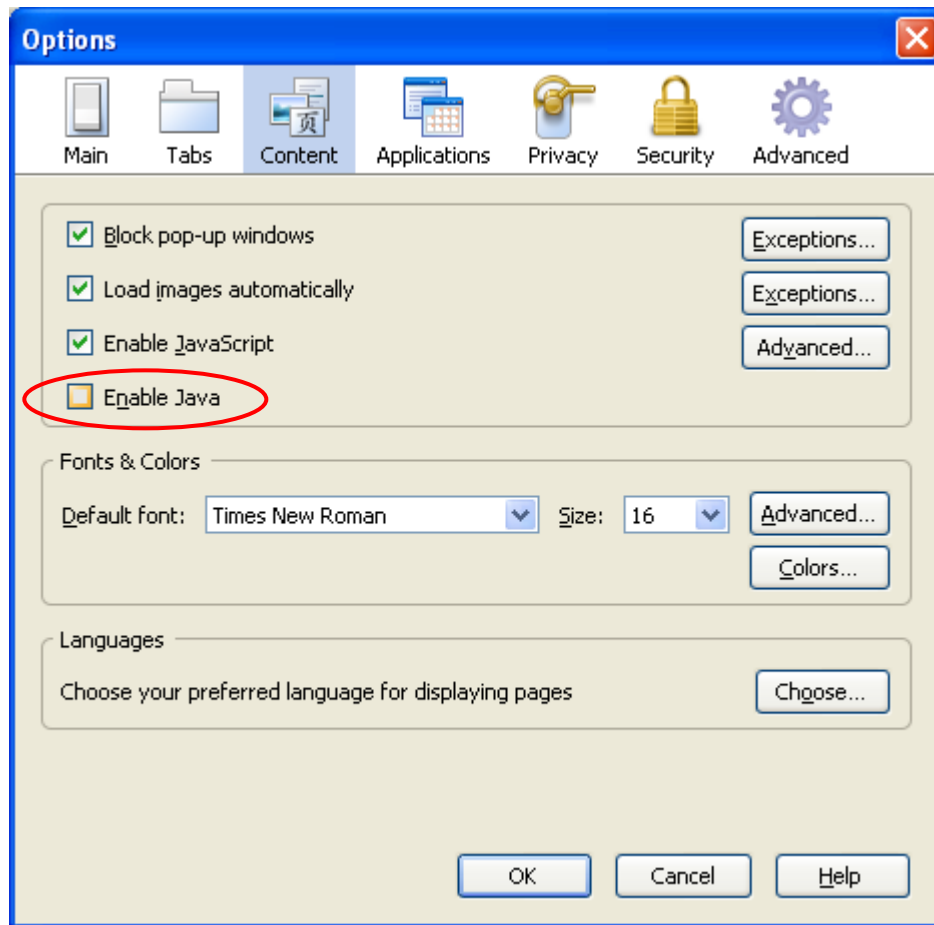 Options
页
Main Tabs Content Applications Privacy Security Advanced
Block pop-up windows Exceptions...
Load images automatically Exceptions...
Enable JavaScript Advanced...
Enable Java
Fonts & Colors
Default font: Times New Roman Size: 16 Advanced...
Colors...
Languages
Choose your preferred language for displaying pages Choose...
OK Cancel Help